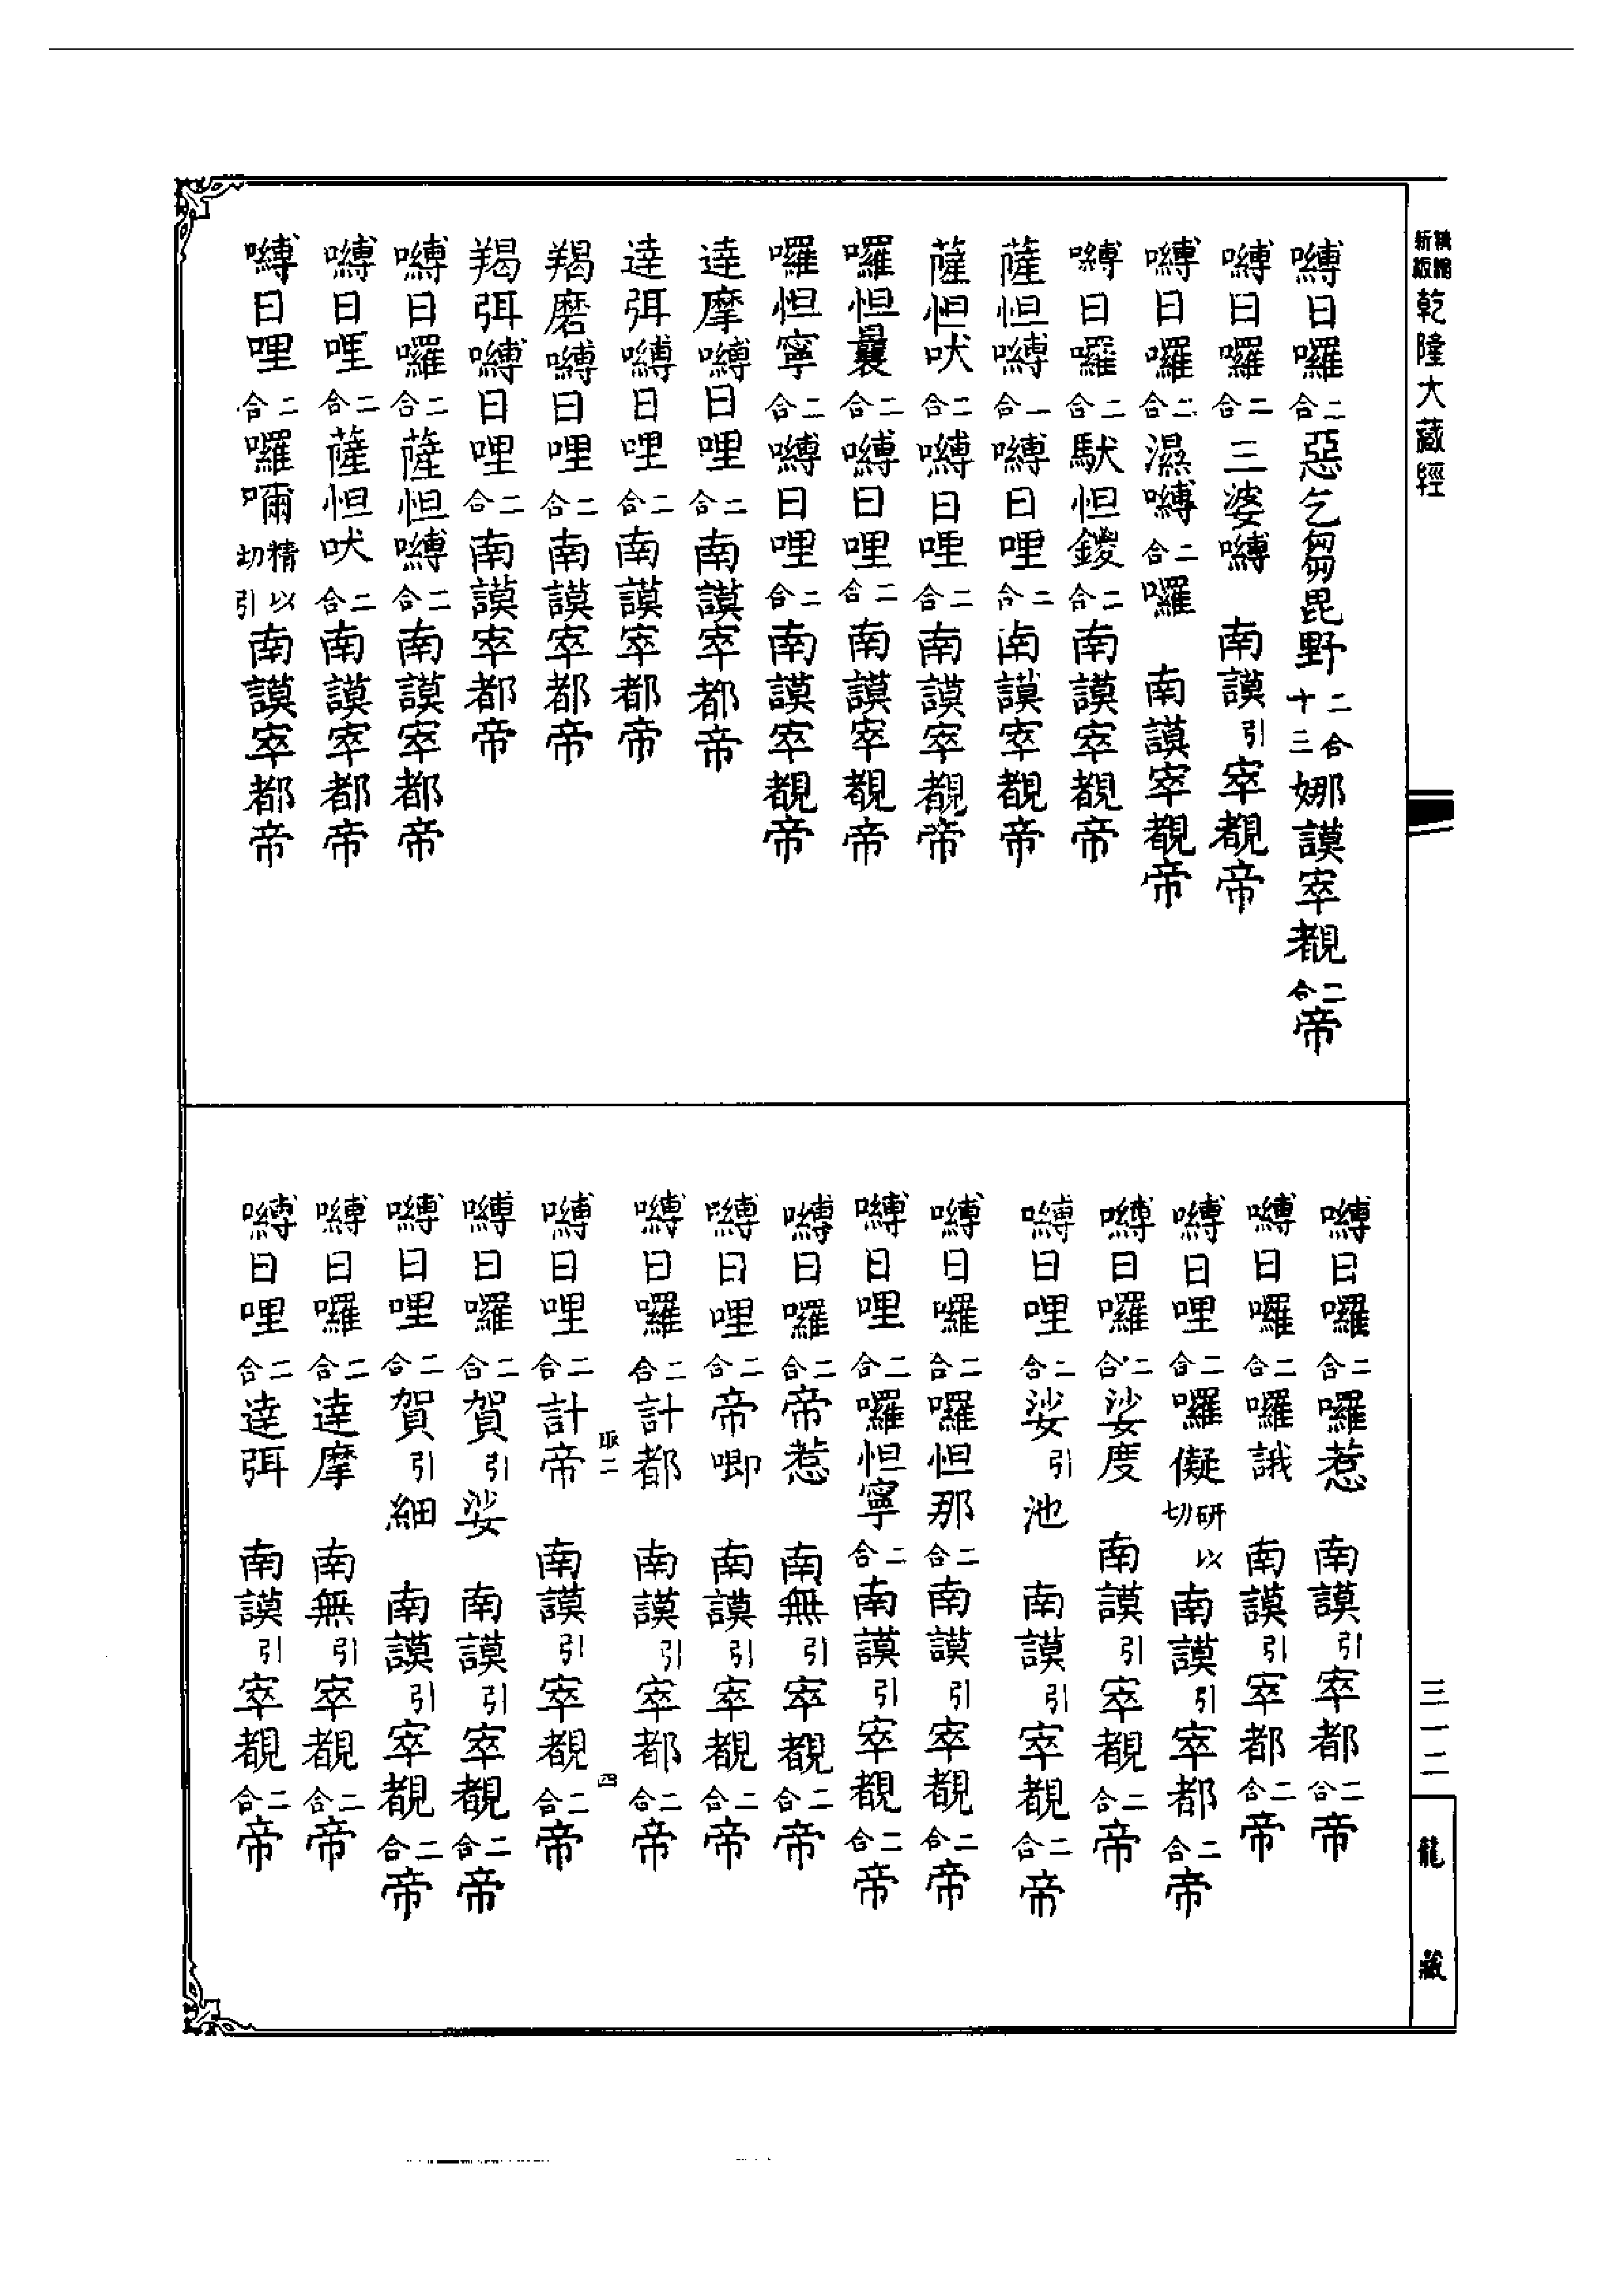 新版 精編 乾隆大藏經
嚩日囉二合惡乞芻毘野二合十三娜謨窣覩二合帝
嚩日囉二合三婆嚩 南謨引窣覩帝
嚩日囉二合濕嚩二合囉 南謨窣覩帝
嚩日囉二合馱怛鑁二合南謨窣覩帝
薩怛嚩二合嚩日哩二合南謨窣覩帝
薩怛吠二合嚩日哩二合南謨窣覩帝
囉怛曩二合嚩日哩二合南謨窣覩帝
囉怛寧二合嚩日哩二合南謨窣覩帝
達摩嚩日哩二合南謨窣都帝
達弭嚩日哩二合南謨窣都帝
羯磨嚩日哩二合南謨窣都帝
羯弭嚩日哩二合南謨窣都帝
嚩日囉二合薩怛嚩二合南謨窣都帝
嚩日哩二合薩怛吠二合南謨窣都帝
嚩日哩二合囉嚩精以切引南謨窣都帝
嚩日囉二合囉惹 南謨引窣都二合帝
嚩日囉二合囉誐 南謨引窣都二合帝
嚩日哩二合囉儗研以切南謨引窣都二合帝
嚩日囉二合娑度 南謨引窣覩二合帝
嚩日哩二合娑引池 南謨引窣覩二合帝
嚩日囉二合囉怛那二合南謨引窣覩二合帝
嚩日哩二合囉怛寧二合南謨引窣覩二合帝
嚩日囉二合帝惹 南無引窣覩二合帝
嚩日哩二合帝唧 南謨引窣覩二合帝
嚩日囉二合計都 南謨引窣都二合帝
取二 四
嚩日哩二合計帝 南謨引窣覩二合帝
嚩日囉二合賀引娑 南謨引窣覩二合帝
嚩日哩二合賀引細 南謨引窣覩二合帝
嚩日囉二合達摩 南無引窣覩二合帝
嚩日哩二合達弭 南謨引窣覩二合帝
三一二
龍藏